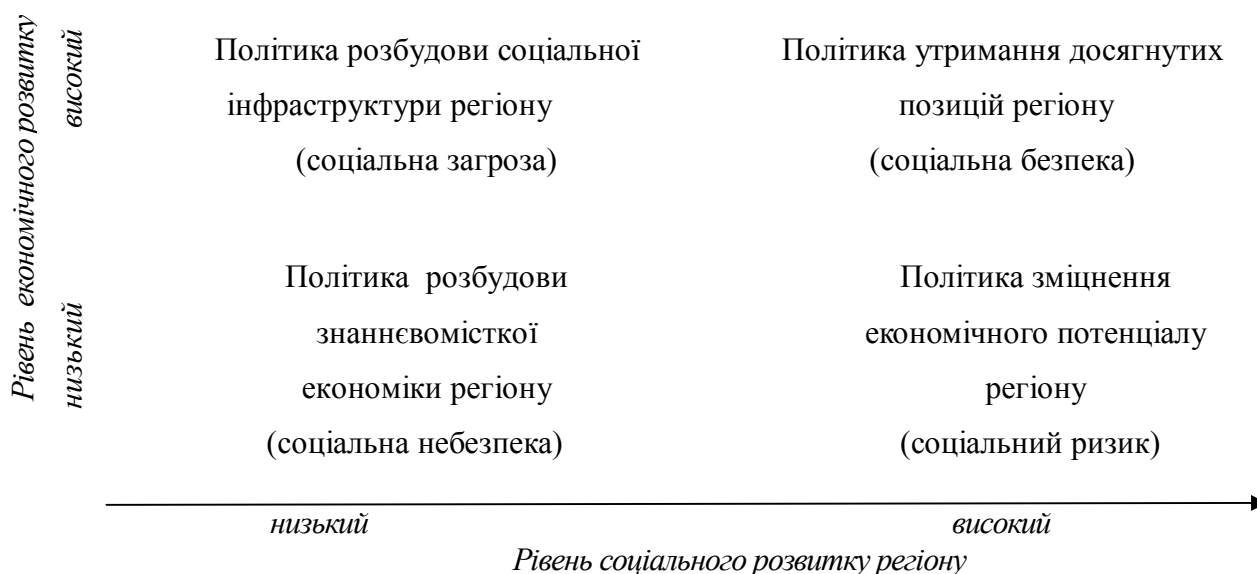 Рівень економічного розвитку
високий
низький
Політика розбудови соціальної
інфраструктури регіону
(соціальна загроза)
Політика утримання досягнутих
позицій регіону
(соціальна безпека)
Політика розбудови
знаннєвомісткої
економіки регіону
(соціальна небезпека)
Політика зміцнення
економічного потенціалу
регіону
(соціальний ризик)
низький
високий
Рівень соціального розвитку регіону